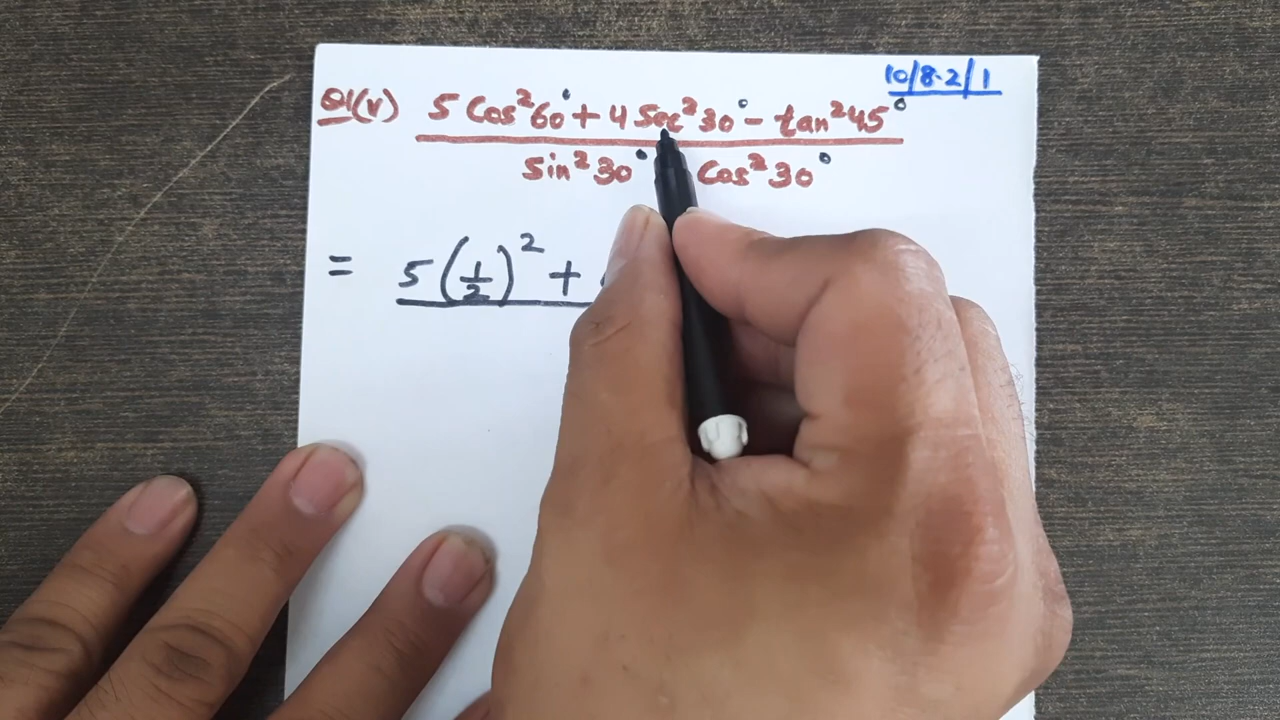 10/8.2/1
Q1(v) 5 Cos²60° + 4 Sec²30° - tan²45°
Sin²30° Cos²30°
= 5(1/2)² +